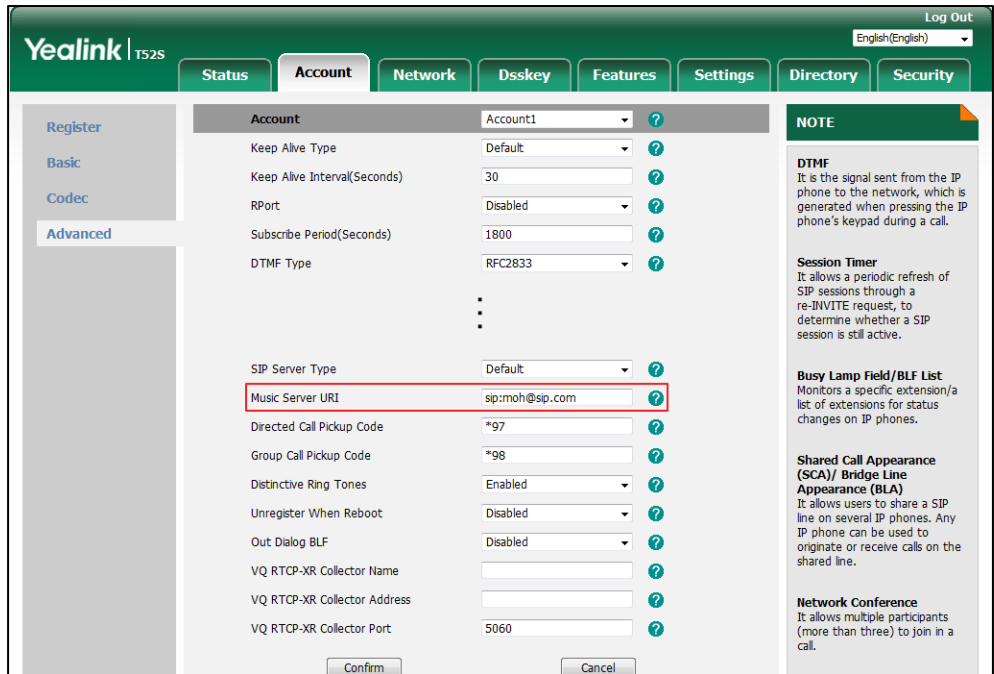 Log Out
Yealink T52S
English(English)
Status Account Network Dsskey Features Settings Directory Security
Register
Basic
Codec
Advanced
Account Account1 ?
Keep Alive Type Default ?
Keep Alive Interval(Seconds) 30 ?
RPort Disabled ?
Subscribe Period(Seconds) 1800 ?
DTMF Type RFC2833 ?
SIP Server Type Default ?
Music Server URI sip:moh@sip.com ?
Directed Call Pickup Code *97 ?
Group Call Pickup Code *98 ?
Distinctive Ring Tones Enabled ?
Unregister When Reboot Disabled ?
Out Dialog BLF Disabled ?
VQ RTCP-XR Collector Name ?
VQ RTCP-XR Collector Address ?
VQ RTCP-XR Collector Port 5060 ?
Confirm Cancel
NOTE
DTMF
It is the signal sent from the IP
phone to the network, which is
generated when pressing the IP
phone's keypad during a call.
Session Timer
It allows a periodic refresh of
SIP sessions through a
re-INVITE request, to
determine whether a SIP
session is still active.
Busy Lamp Field/BLF List
Monitors a specific extension/a
list of extensions for status
changes on IP phones.
Shared Call Appearance
(SCA)/ Bridge Line
Appearance (BLA)
It allows users to share a SIP
line on several IP phones. Any
IP phone can be used to
originate or receive calls on the
shared line.
Network Conference
It allows multiple participants
(more than three) to join in a
call.